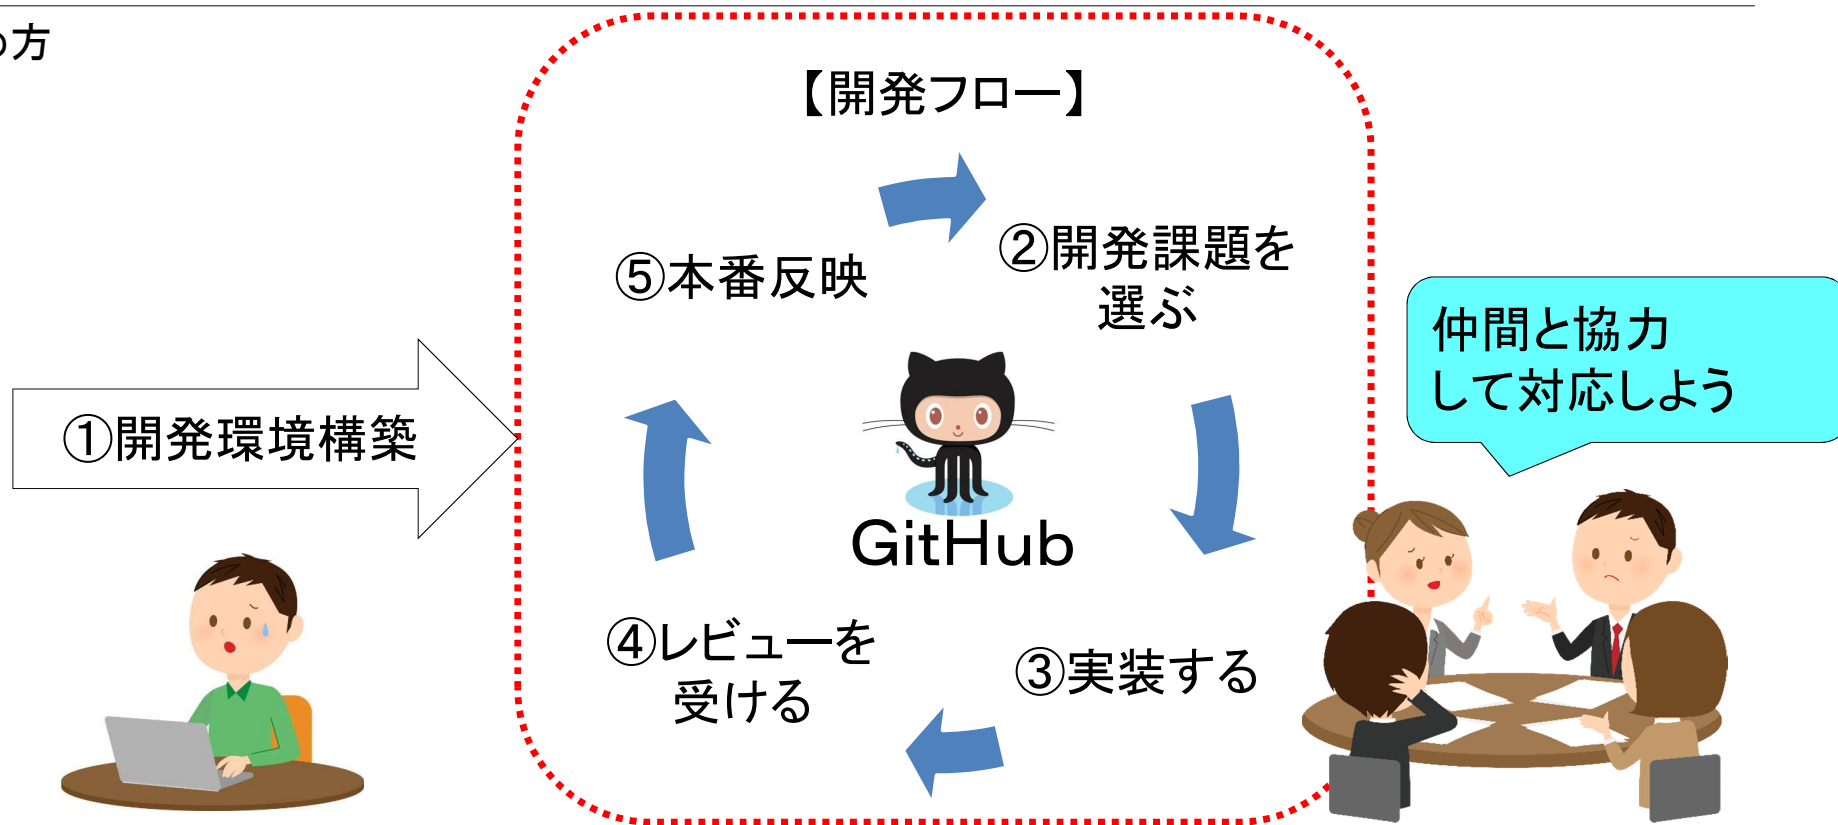 め方
【開発フロー】
⑤本番反映
②開発課題を
選ぶ
仲間と協力
して対応しよう
①開発環境構築
GitHub
④レビューを
受ける
③実装する